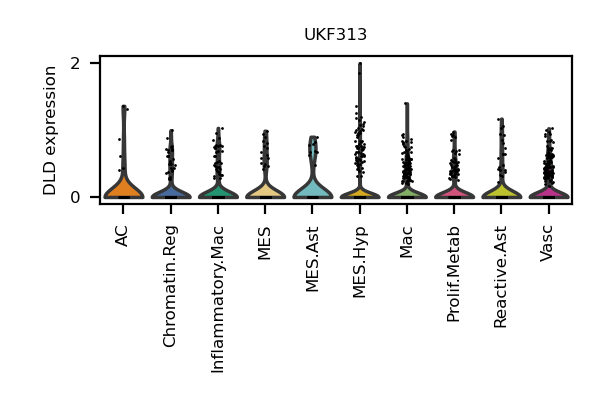 UKF313
DLD expression
2
0
AC
Chromatin.Reg
Inflammatory.Mac
MES
MES.Ast
MES.Hyp
Mac
Prolif.Metab
Reactive.Ast
Vasc